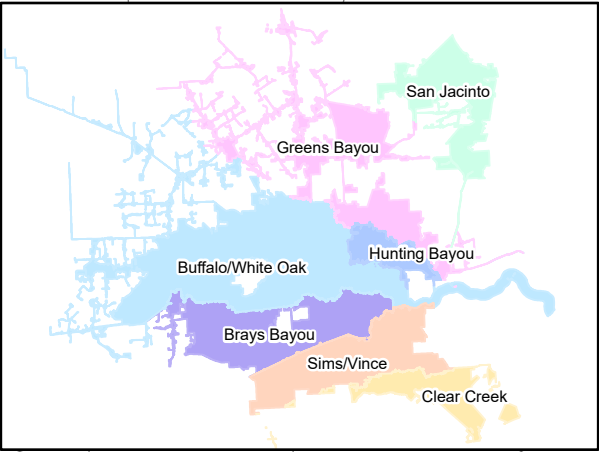 San Jacinto
Greens Bayou
Hunting Bayou
Buffalo/White Oak
Brays Bayou
Sims/Vince
Clear Creek